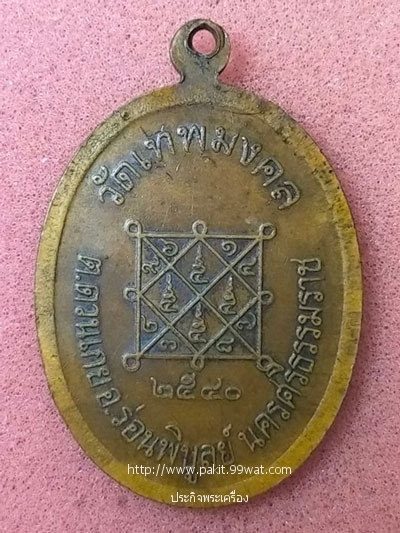 วัดเทพมงคล
๒๕๔๐
ต.ควนเกย อ.ร่อนพิบูลย์ นครศรีธรรมราช
http://www.pakit.99wat.com
ประกิจพระเครื่อง